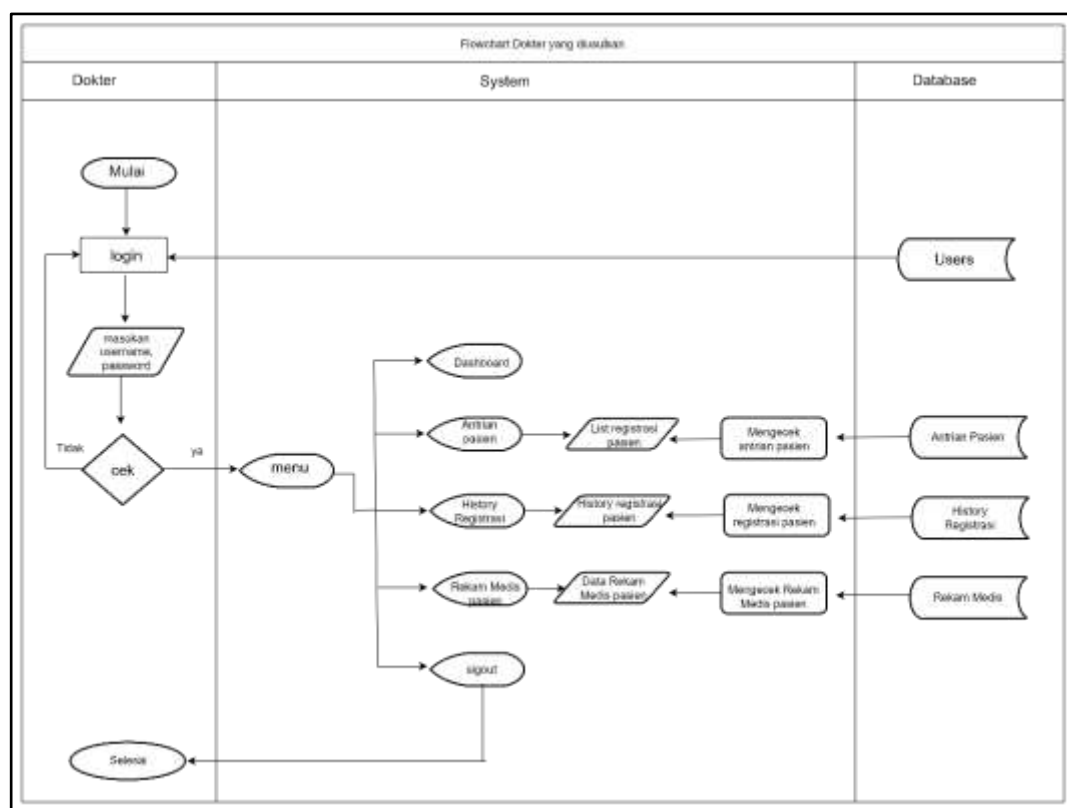 Flowchart Dokter yang diusulkan
Dokter
System
Database
Mulai
login
Users
masukan
username,
password
Dashboard
Antrian
pasien
List registrasi
pasien
Mengecek
antrian pasien
Antrian Pasien
Tidak
cek
ya
menu
History
Registrasi
History registrasi
pasien
Mengecek
registrasi pasien
History
Registrasi
Rekam Medis
pasien
Data Rekam
Medis pasien
Mengecek Rekam
Medis pasien
Rekam Medis
sigout
Selesai